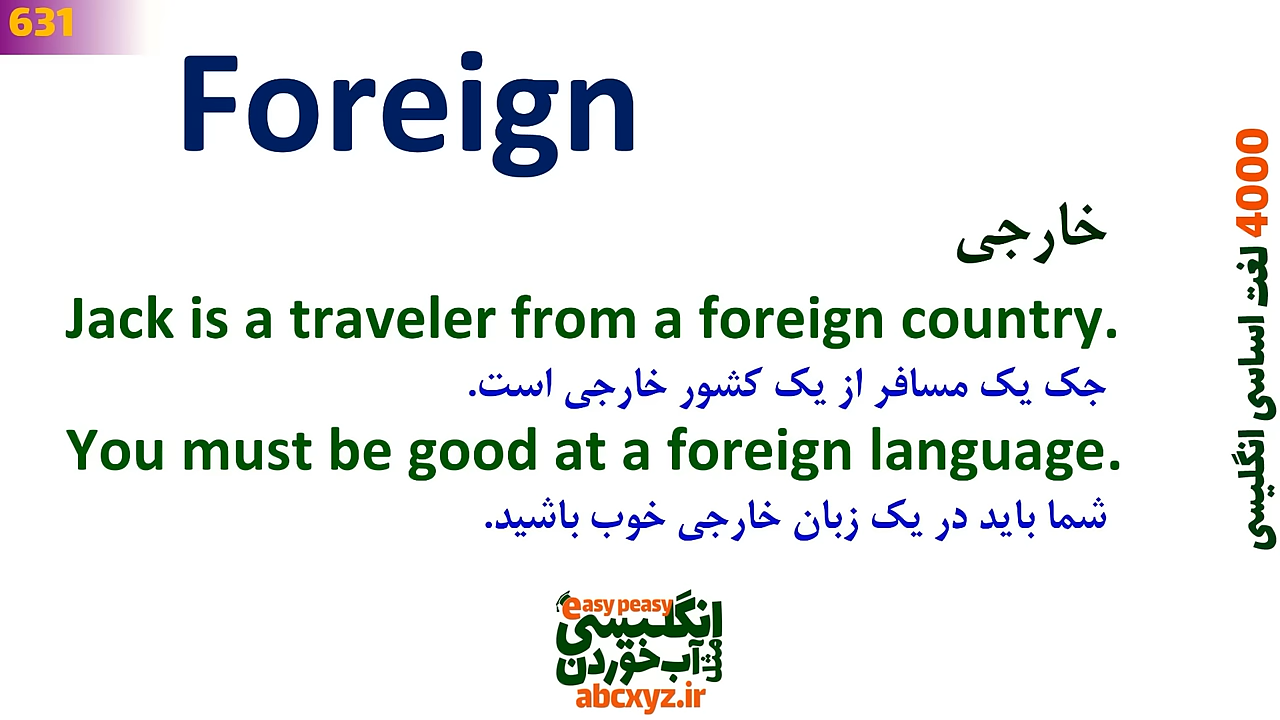 631
Foreign
خارجی
Jack is a traveler from a foreign country.
جک یک مسافر از یک کشور خارجی است.
You must be good at a foreign language.
شما باید در یک زبان خارجی خوب باشید.
4000 لغت اساسی انگلیسی
easy peasy
انگلیسی
مثل آب خوردن
abcxyz.ir